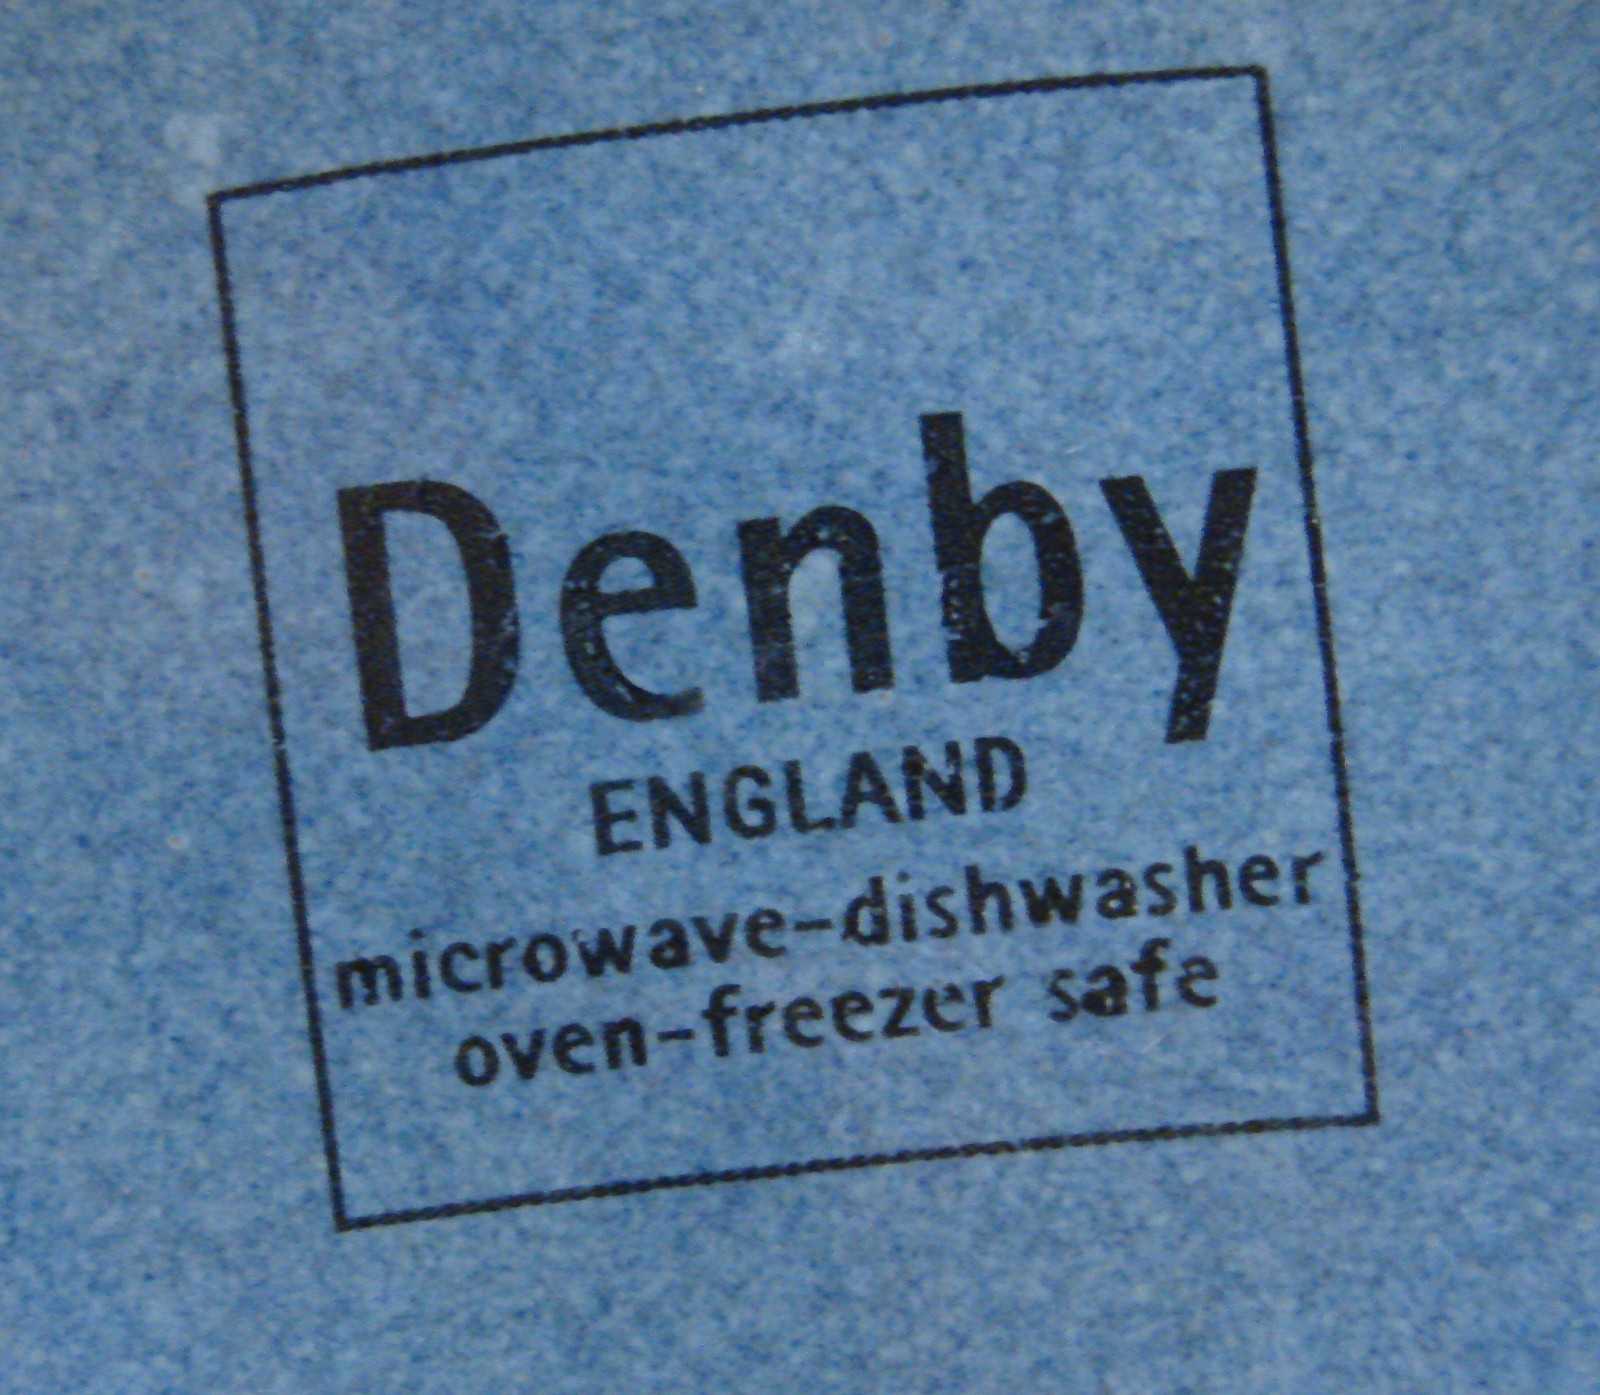 Denby
ENGLAND
microwave-dishwasher
oven-freezer safe